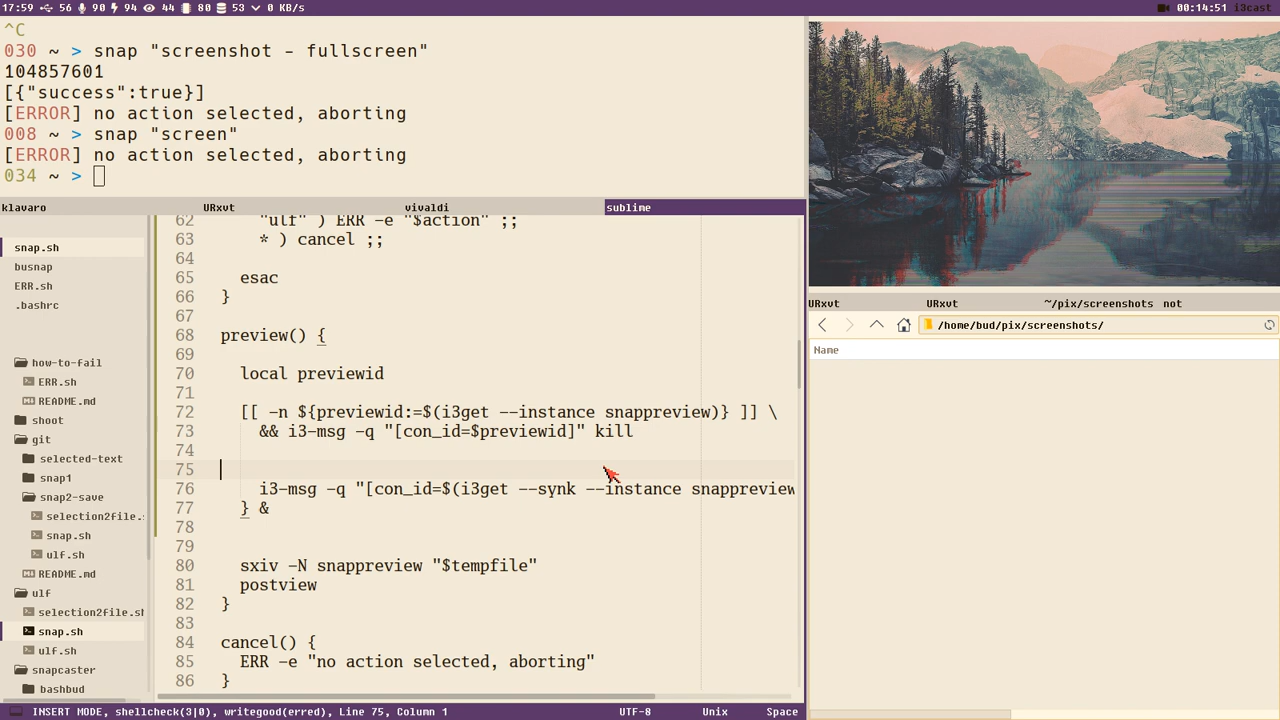 17:59 56 90 94 44 80 53 0 KB/s 00:14:51 i3cast
^C
030 ~ > snap "screenshot - fullscreen"
104857601
[{"success":true}]
[ERROR] no action selected, aborting
008 ~ > snap "screen"
[ERROR] no action selected, aborting
034 ~ >
klavaro URxvt vivaldi sublime
snap.sh
busnap
ERR.sh
.bashrc
how-to-fail
ERR.sh
README.md
shoot
git
selected-text
snap1
snap2-save
selection2file.
snap.sh
ulf.sh
README.md
ulf
selection2file.sh
snap.sh
ulf.sh
snapcaster
bashbud
62 "ulf" ) ERR -e "$action" ;;
63 * ) cancel ;;
64
65 esac
66 }
67
68 preview() {
69
70 local previewid
71
72 [[ -n ${previewid:=$(i3get --instance snappreview)} ]] \
73 && i3-msg -q "[con_id=$previewid]" kill
74
75
76 i3-msg -q "[con_id=$(i3get --synk --instance snappreview
77 } &
78
79
80 sxiv -N snappreview "$tempfile"
81 postview
82 }
83
84 cancel() {
85 ERR -e "no action selected, aborting"
86 }
INSERT MODE, shellcheck(3|0), writegood(erred), Line 75, Column 1 UTF-8 Unix Space
URxvt URxvt ~/pix/screenshots not
/home/bud/pix/screenshots/
Name